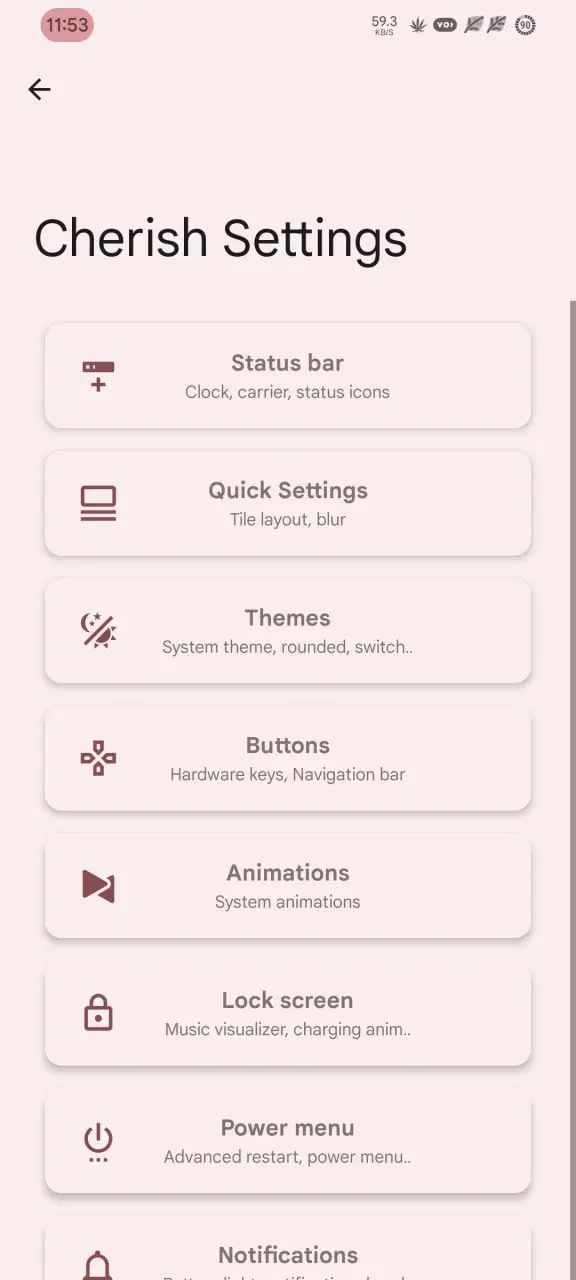 11:53
59.3
KB/S
VO
90
Cherish Settings
Status bar
Clock, carrier, status icons
Quick Settings
Tile layout, blur
Themes
System theme, rounded, switch..
Buttons
Hardware keys, Navigation bar
Animations
System animations
Lock screen
Music visualizer, charging anim..
Power menu
Advanced restart, power menu..
Notifications